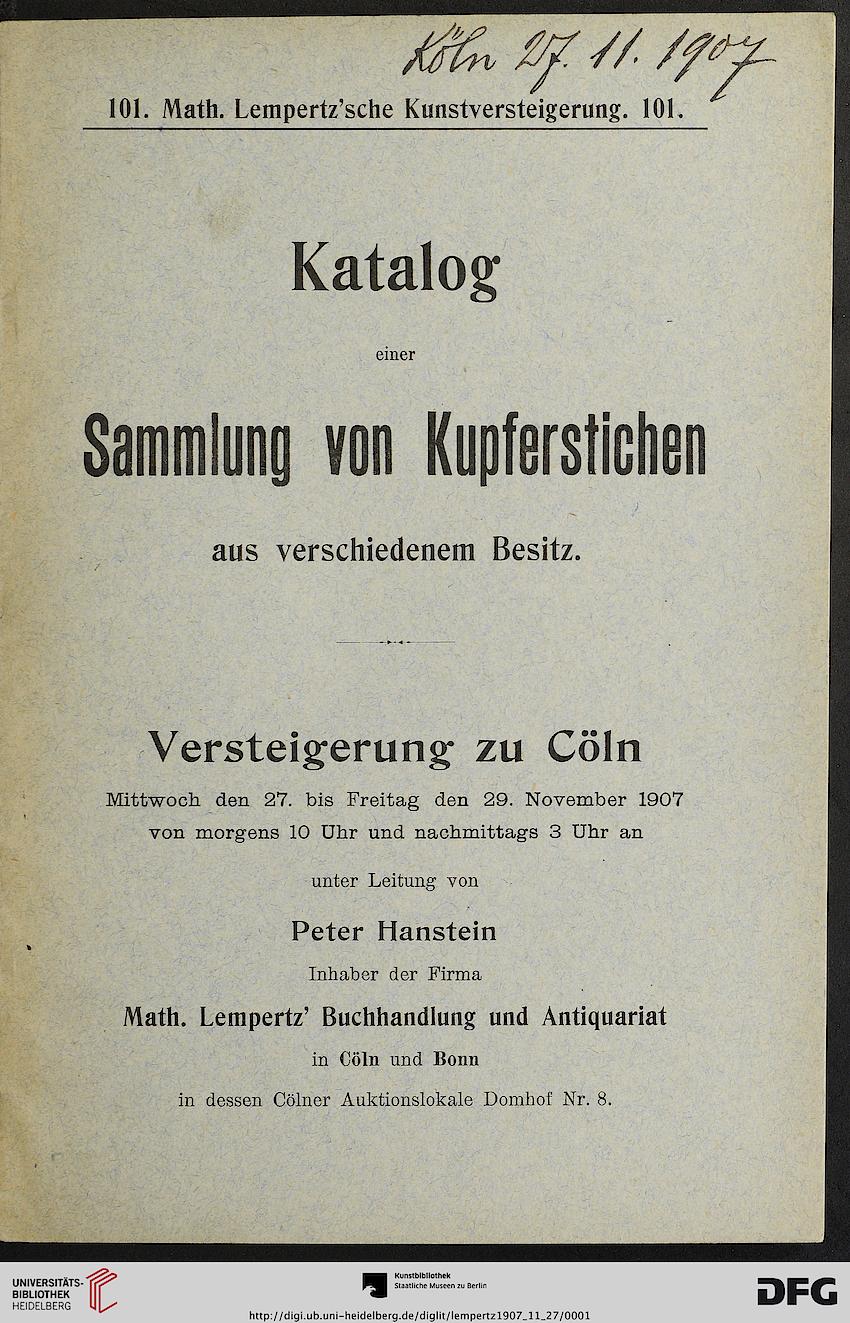 Köln 27. 11. 1907
101. Math. Lempertz'sche Kunstversteigerung. 101.
Katalog
einer
Sammlung von Kupferstichen
aus verschiedenem Besitz.
Versteigerung zu Cöln
Mittwoch den 27. bis Freitag den 29. November 1907
von morgens 10 Uhr und nachmittags 3 Uhr an
unter Leitung von
Peter Hanstein
Inhaber der Firma
Math. Lempertz' Buchhandlung und Antiquariat
in Cöln und Bonn
in dessen Cölner Auktionslokale Domhof Nr. 8.
UNIVERSITÄTS-
BIBLIOTHEK
HEIDELBERG
Kunstbibliothek
Staatliche Museen zu Berlin
DFG
http://digi.ub.uni-heidelberg.de/diglit/lempertz1907_11_27/0001